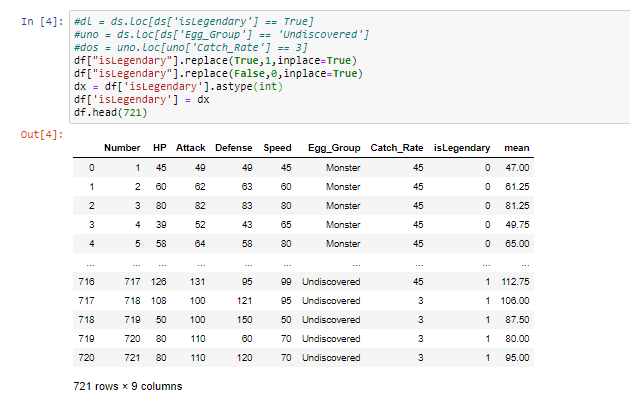 In [4]: #dl = ds.loc[ds['isLegendary'] == True]
#uno = ds.loc[ds['Egg_Group'] == 'Undiscovered']
#dos = uno.loc[uno['Catch_Rate'] == 3]
df["isLegendary"].replace(True,1,inplace=True)
df["isLegendary"].replace(False,0,inplace=True)
dx = df['isLegendary'].astype(int)
df['isLegendary'] = dx
df.head(721)
Out[4]:
Number HP Attack Defense Speed Egg_Group Catch_Rate isLegendary mean
0 1 45 49 49 45 Monster 45 0 47.00
1 2 60 62 63 60 Monster 45 0 61.25
2 3 80 82 83 80 Monster 45 0 81.25
3 4 39 52 43 65 Monster 45 0 49.75
4 5 58 64 58 80 Monster 45 0 65.00
... ... ... ... ... ... ... ... ... ...
716 717 126 131 95 99 Undiscovered 45 1 112.75
717 718 108 100 121 95 Undiscovered 3 1 106.00
718 719 50 100 150 50 Undiscovered 3 1 87.50
719 720 80 110 60 70 Undiscovered 3 1 80.00
720 721 80 110 120 70 Undiscovered 3 1 95.00
721 rows × 9 columns